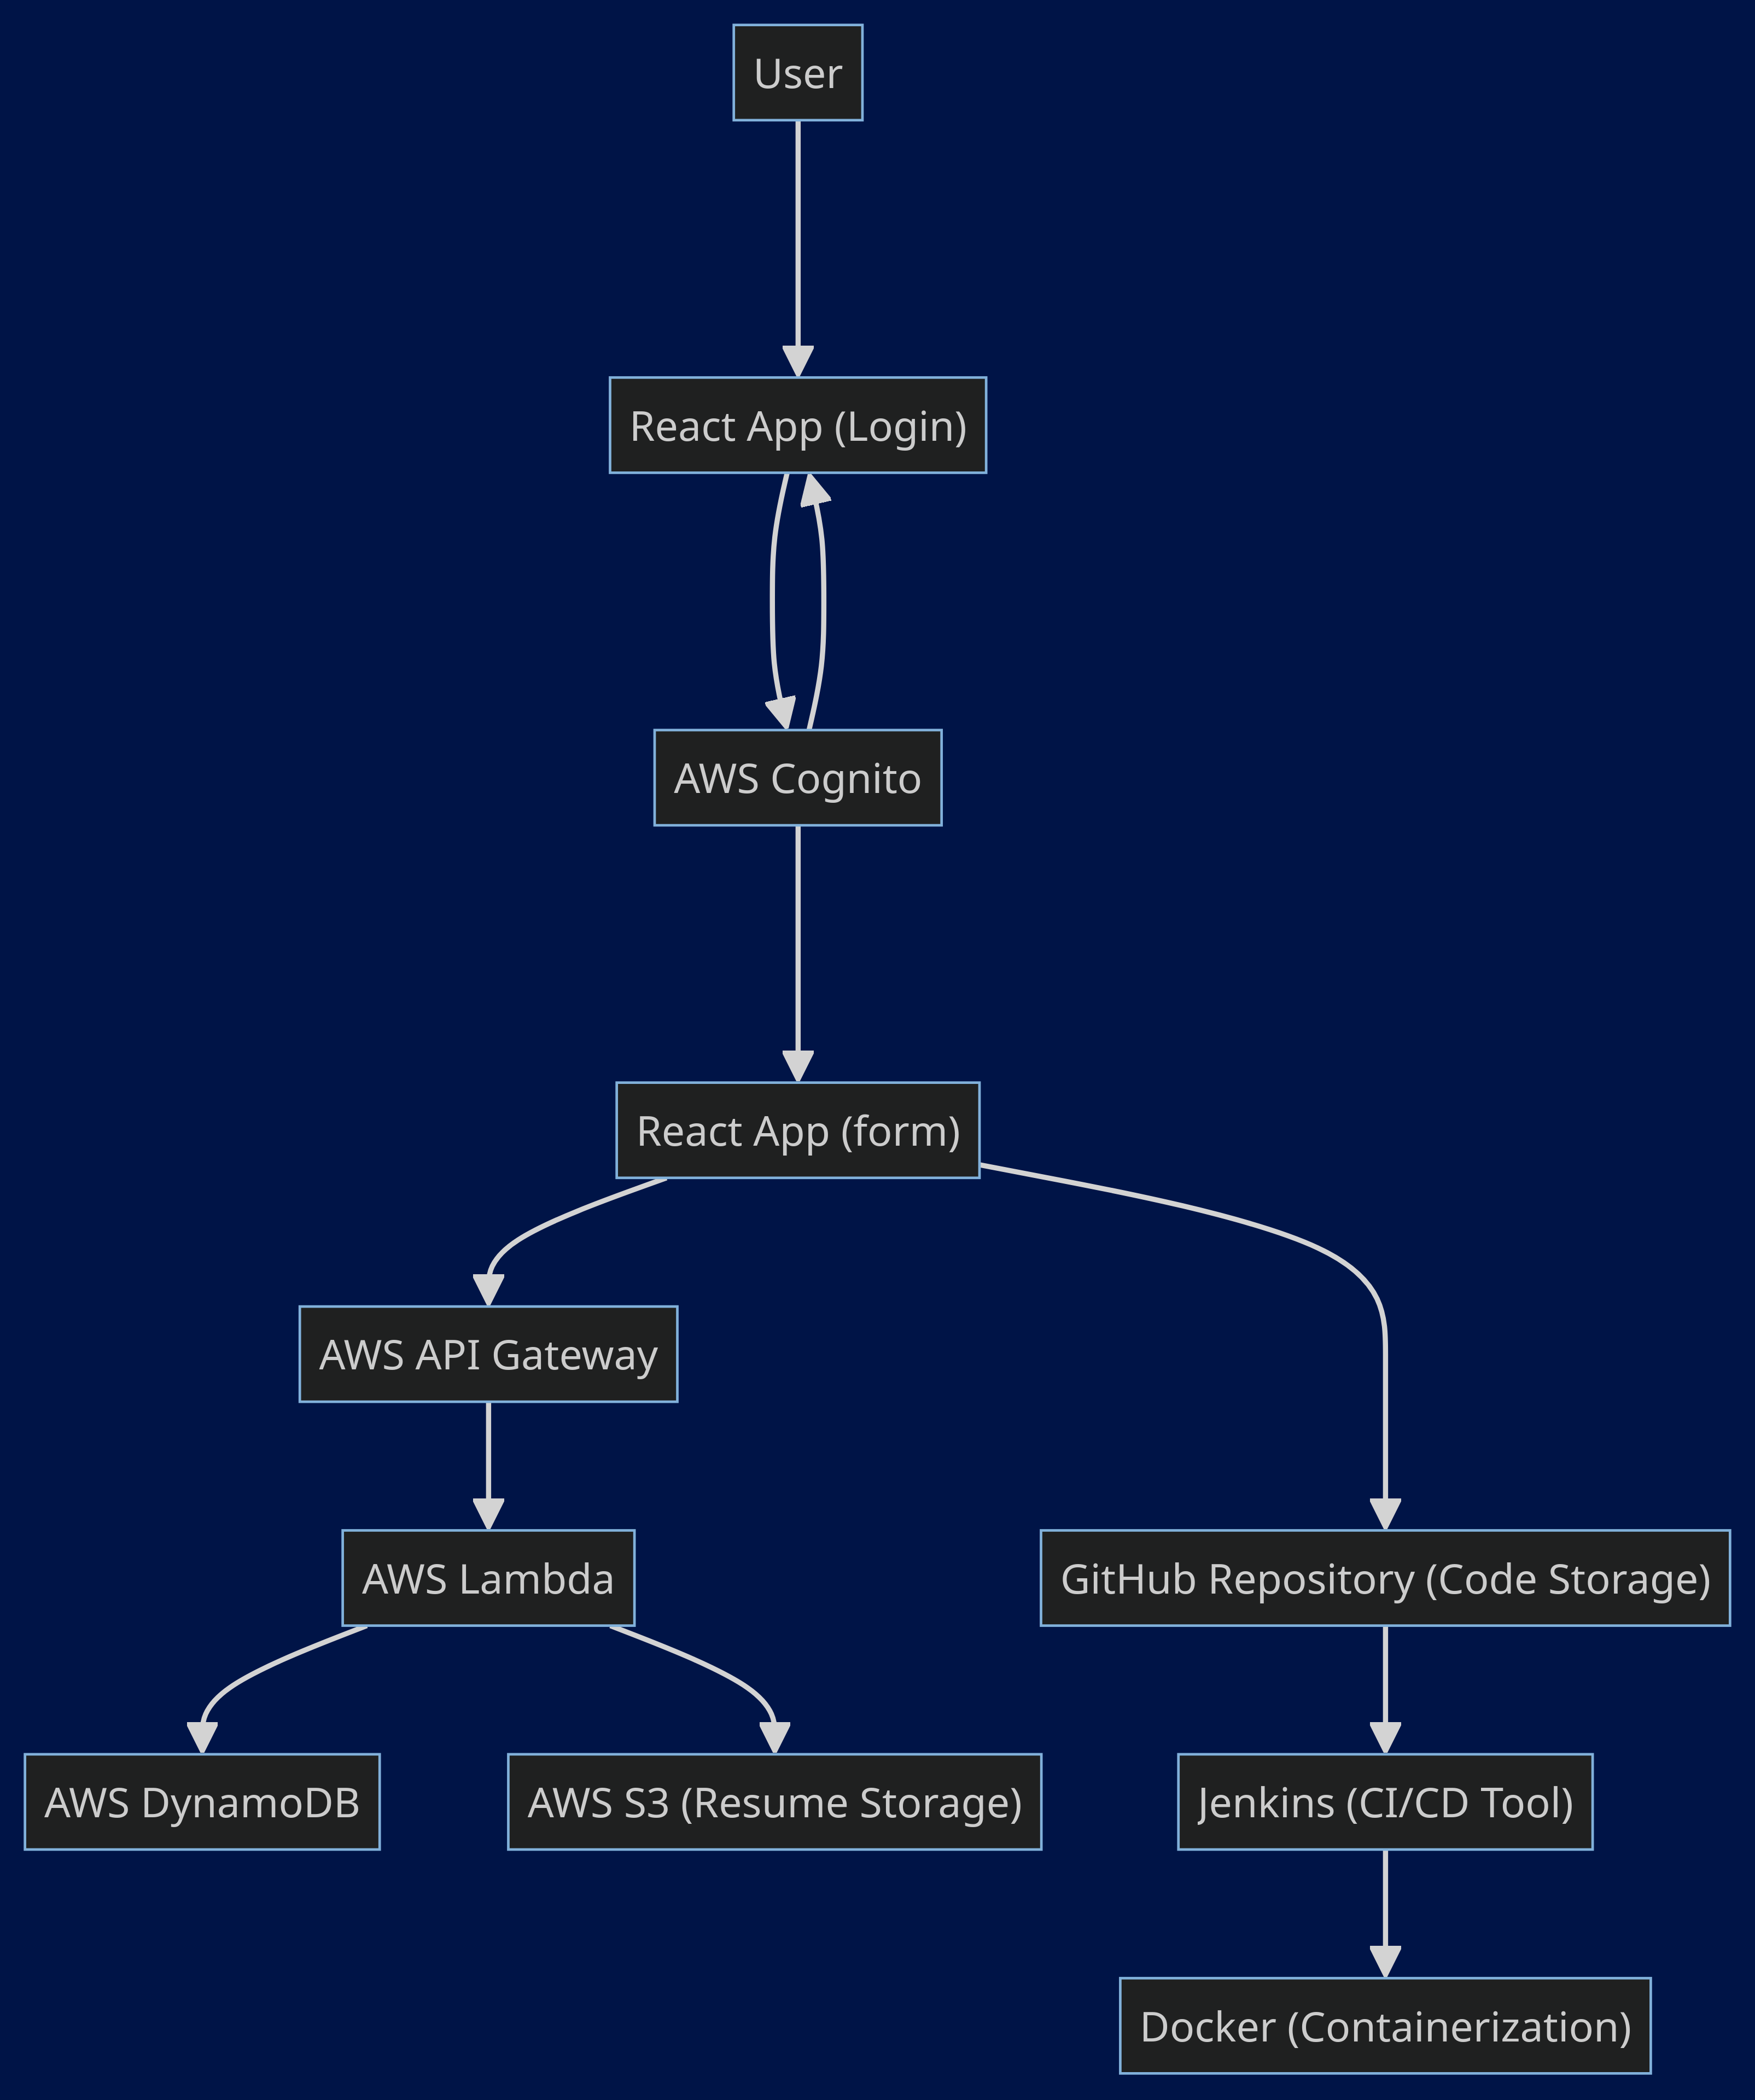 User
React App (Login)
AWS Cognito
React App (form)
AWS API Gateway
AWS Lambda
GitHub Repository (Code Storage)
AWS DynamoDB
AWS S3 (Resume Storage)
Jenkins (CI/CD Tool)
Docker (Containerization)